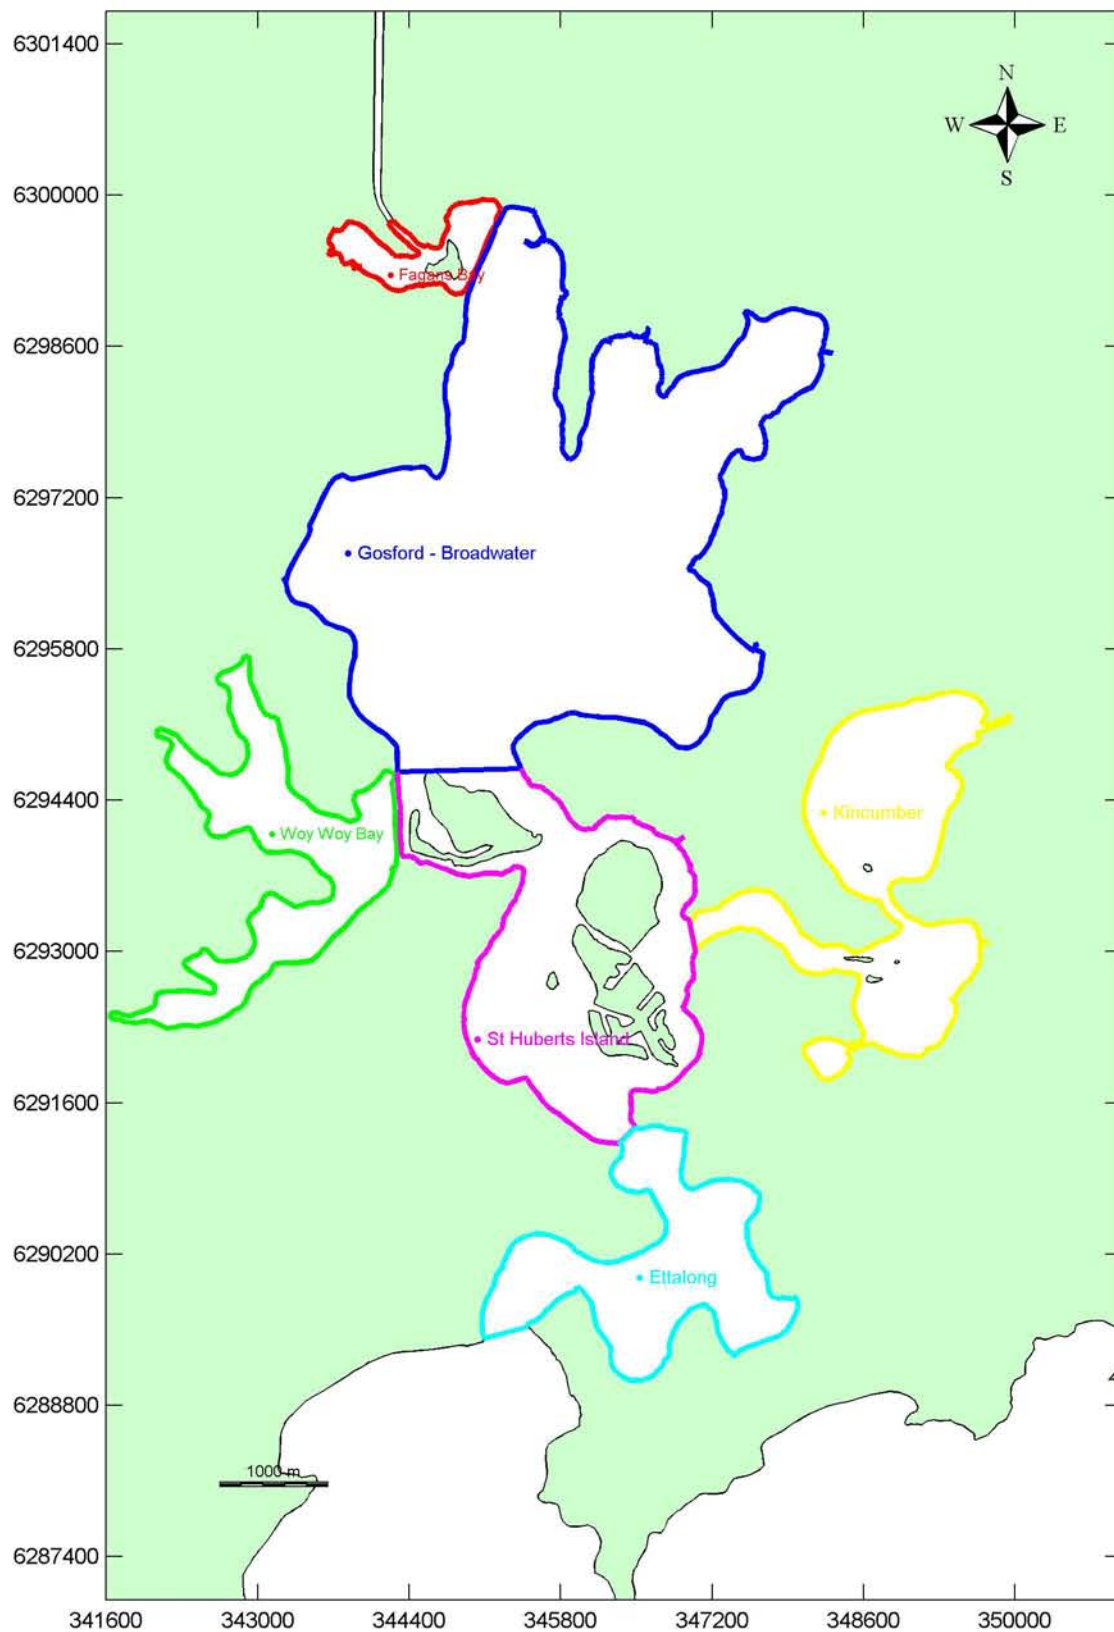 6301400
N
W E
S
6300000
Fagans Bay
6298600
6297200
Gosford - Broadwater
6295800
6294400
Kincumber
Woy Woy Bay
6293000
St Huberts Island
6291600
6290200
Ettalong
6288800
1000 m
6287400
341600 343000 344400 345800 347200 348600 350000